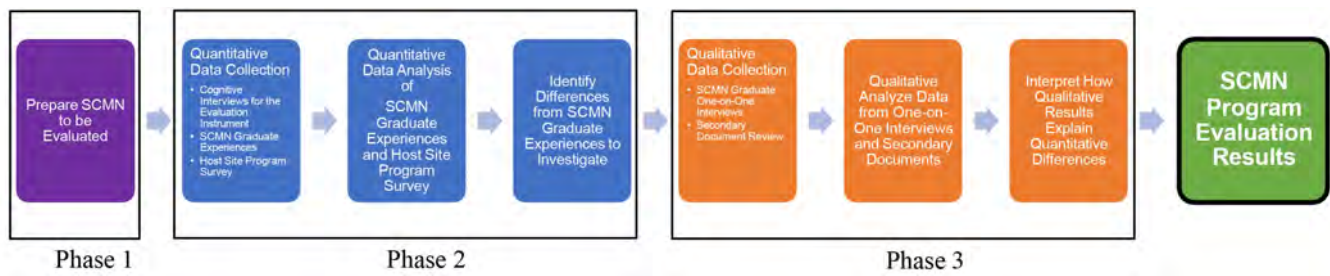 Prepare SCMN
to be
Evaluated
Quantitative
Data Collection
• Cognitive
Interviews for the
Evaluation
Instrument
• SCMN Graduate
Experiences
• Host Site Program
Survey
Quantitative
Data Analysis
of
SCMN
Graduate
Experiences
and Host Site
Program
Survey
Identify
Differences
from SCMN
Graduate
Experiences to
Investigate
Qualitative
Data Collection
• SCMN Graduate
One-on-One
Interviews
• Secondary
Document Review
Qualitative
Analyze Data
from One-on-
One Interviews
and Secondary
Documents
Interpret How
Qualitative
Results
Explain
Quantitative
Differences
SCMN
Program
Evaluation
Results
Phase 1
Phase 2
Phase 3